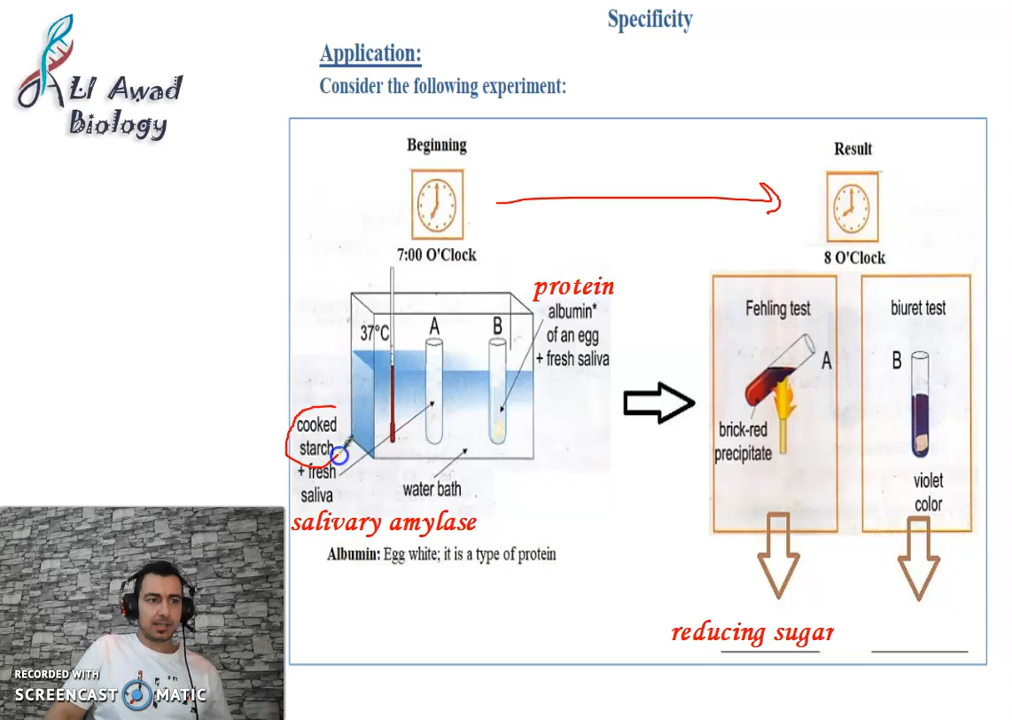 Specificity
ALI Awad
Biology
Application:
Consider the following experiment:
Beginning
Result
7:00 O'Clock
8 O'Clock
protein
37°C
A
B
albumin*
of an egg
+ fresh saliva
cooked
starch
+ fresh
saliva
water bath
salivary amylase
Albumin: Egg white; it is a type of protein
Fehling test
A
brick-red
precipitate
biuret test
B
violet
color
reducing sugar
RECORDED WITH
SCREENCAST MATIC